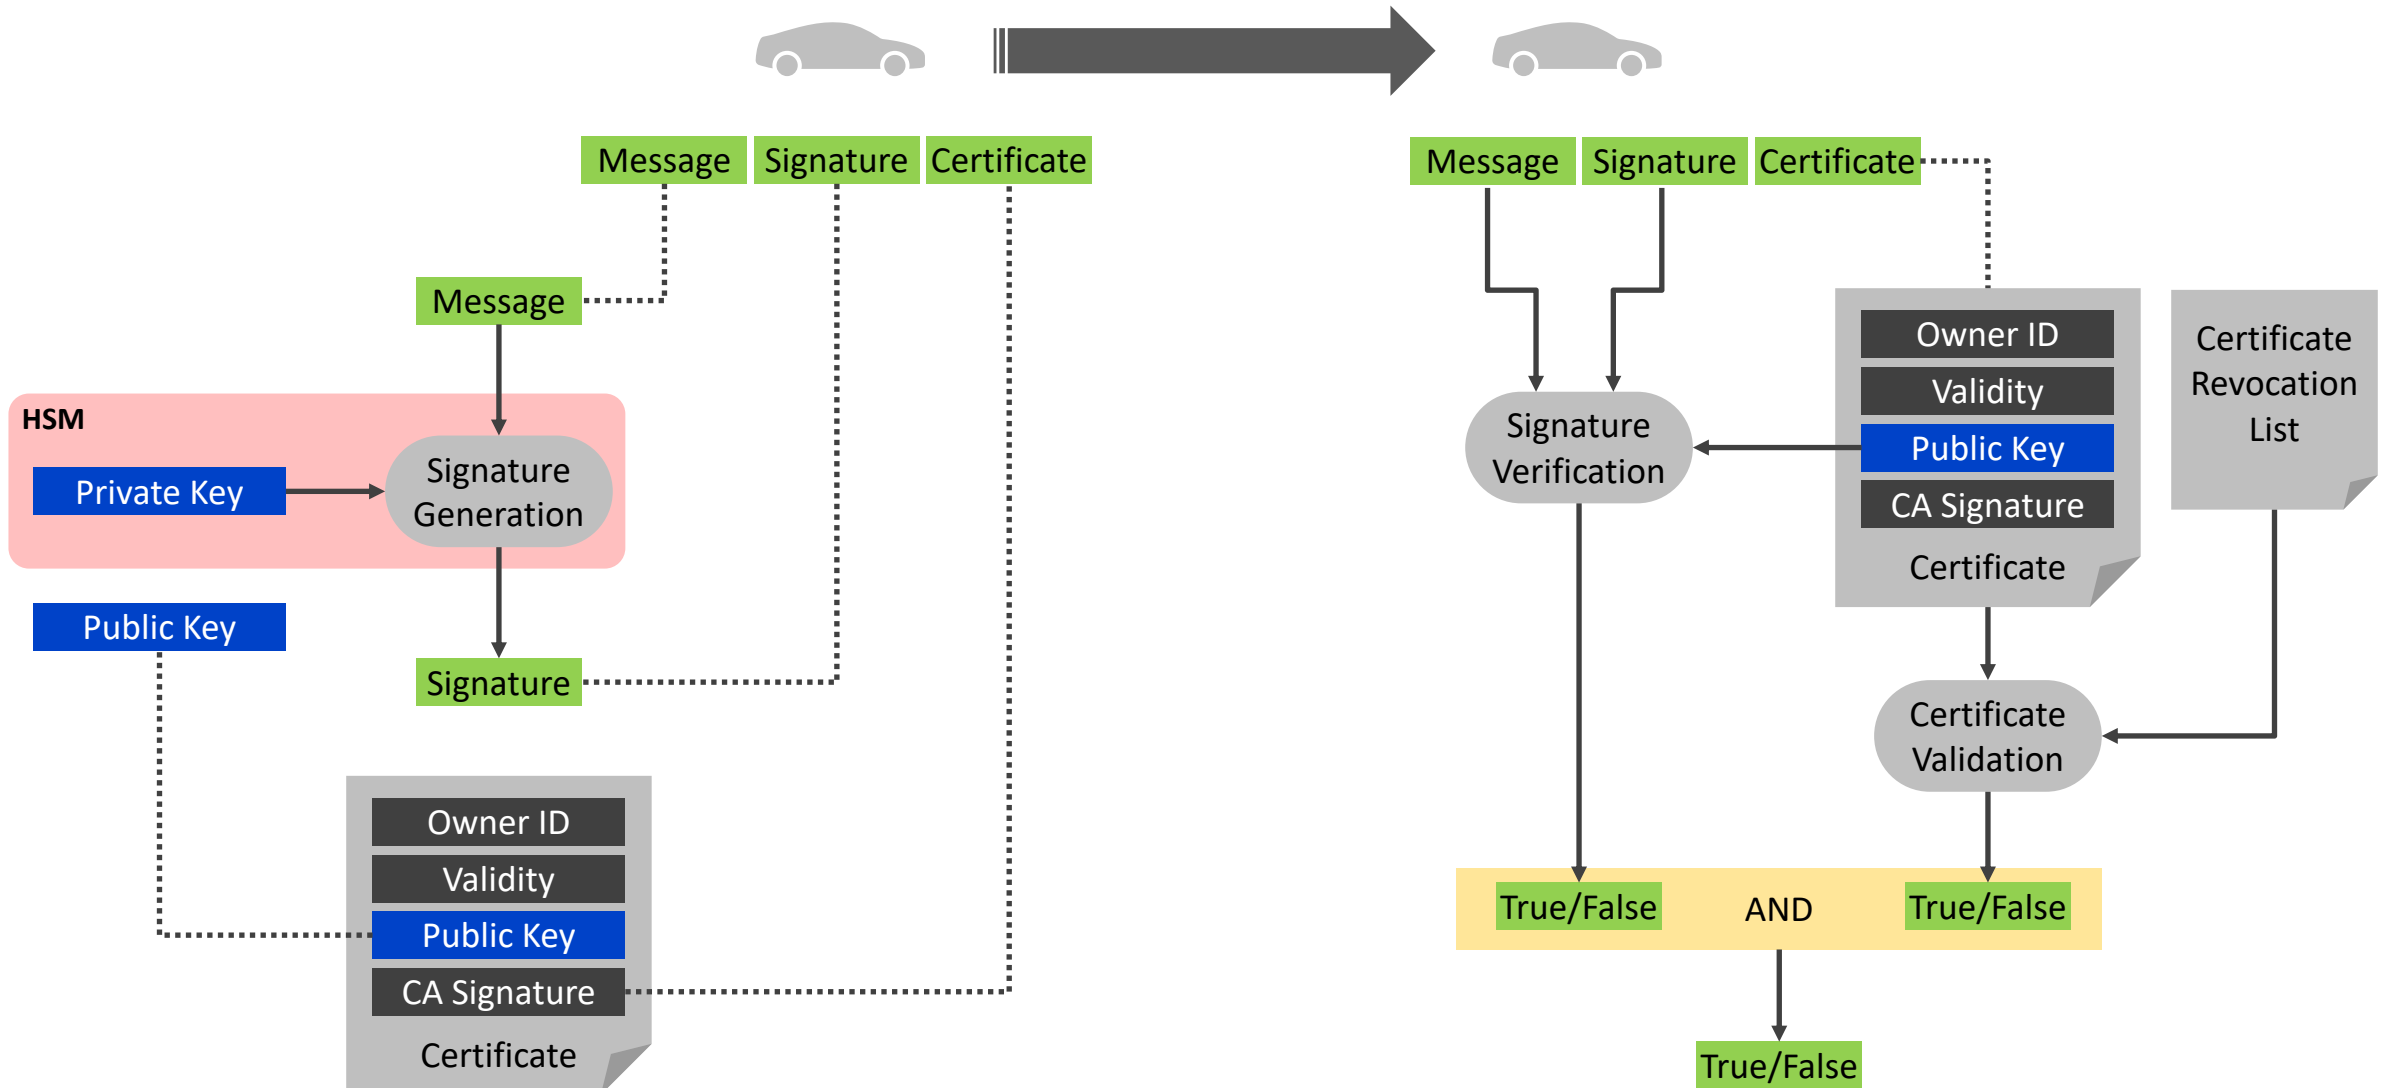 Message Signature Certificate
Message
HSM
Private Key
Signature
Generation
Public Key
Signature
Owner ID
Validity
Public Key
CA Signature
Certificate
Message Signature Certificate
Signature
Verification
Owner ID
Validity
Public Key
CA Signature
Certificate
Certificate
Revocation
List
Certificate
Validation
True/False AND True/False
True/False